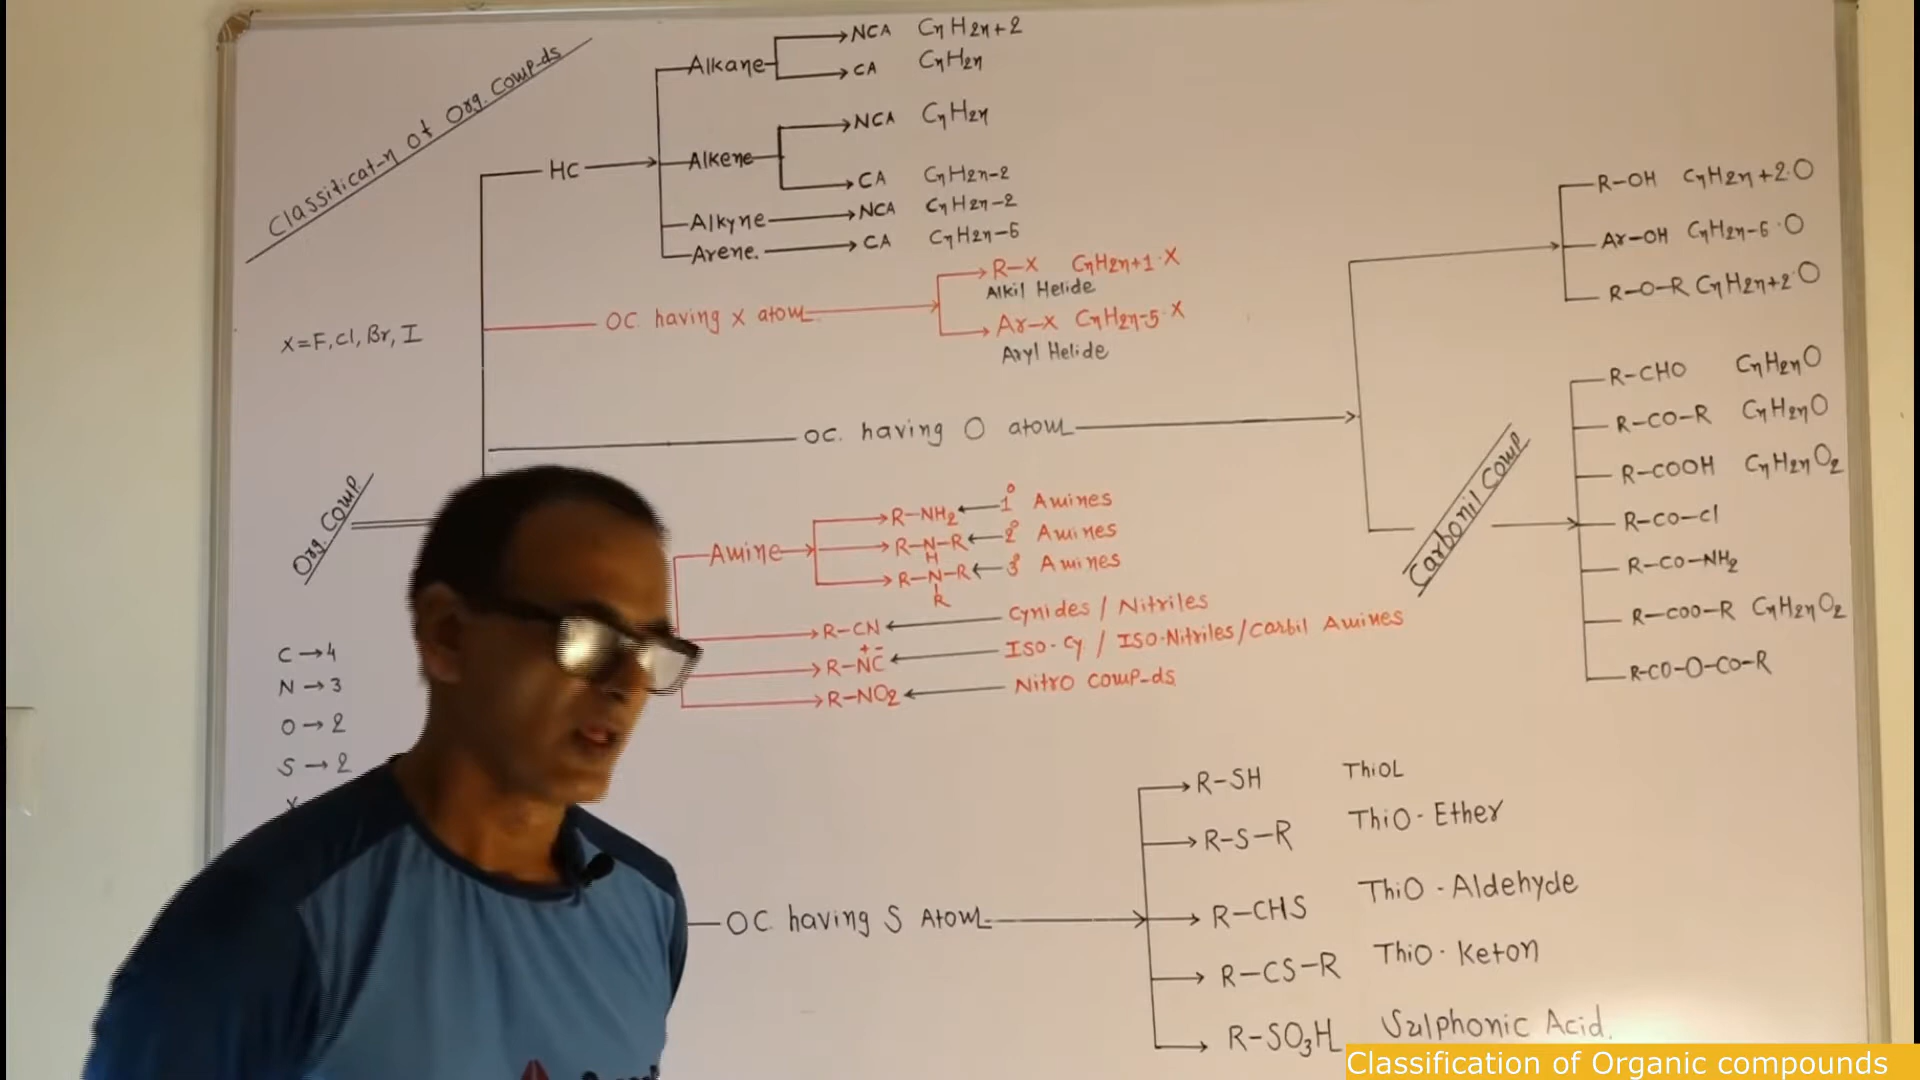 Classificat-n of Org. Comp-ds
HC
Alkane
NCA CnH2n+2
CA CnH2n
Alkene
NCA CnH2n
CA CnH2n-2
Alkyne NCA CnH2n-2
Arene. CA CnH2n-6
X=F, Cl, Br, I
OC. having X atom
R-X CnH2n+1·X
Alkil Helide
Ar-X CnH2n-5·X
Aryl Helide
OC. having O atom
R-OH CnH2n+2·O
Ar-OH CnH2n-6·O
R-O-R CnH2n+2·O
Carbonil Comp
R-CHO CnH2nO
R-CO-R CnH2nO
R-COOH CnH2nO2
R-CO-Cl
R-CO-NH2
R-COO-R CnH2nO2
R-CO-O-CO-R
Org. Comp.
Amine
R-NH2 1° Amines
R-N-R 2° Amines
H
R-N-R 3° Amines
R
R-CN Cynides / Nitriles
+ -
R-NC Iso-Cy / ISO-Nitriles/Carbil Amines
R-NO2 Nitro Comp-ds
C → 4
N → 3
O → 2
S → 2
X
OC having S Atom
R-SH ThiOL
R-S-R ThiO-Ether
R-CHS ThiO-Aldehyde
R-CS-R ThiO-Keton
R-SO3H Sulphonic Acid.
Classification of Organic compounds